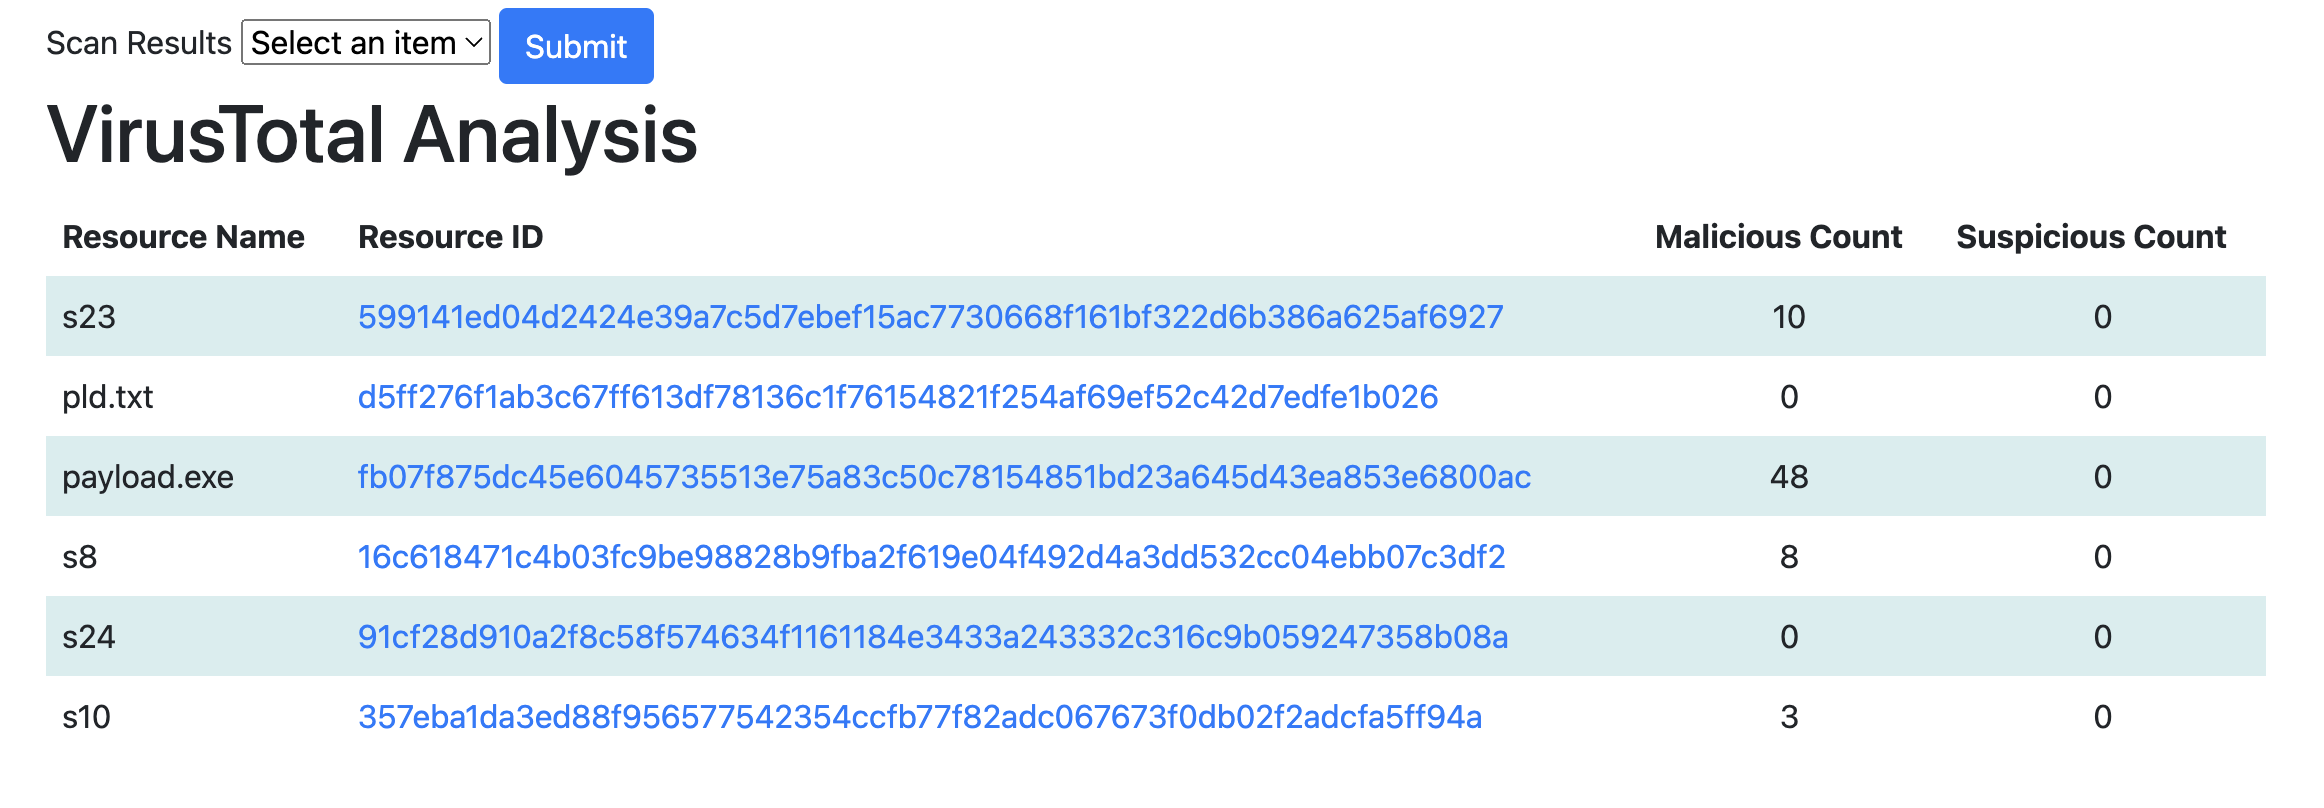 Scan Results Select an item Submit
VirusTotal Analysis
Resource Name Resource ID Malicious Count Suspicious Count
s23 599141ed04d2424e39a7c5d7ebef15ac7730668f161bf322d6b386a625af6927 10 0
pld.txt d5ff276f1ab3c67ff613df78136c1f76154821f254af69ef52c42d7edfe1b026 0 0
payload.exe fb07f875dc45e6045735513e75a83c50c78154851bd23a645d43ea853e6800ac 48 0
s8 16c618471c4b03fc9be98828b9fba2f619e04f492d4a3dd532cc04ebb07c3df2 8 0
s24 91cf28d910a2f8c58f574634f1161184e3433a243332c316c9b059247358b08a 0 0
s10 357eba1da3ed88f956577542354ccfb77f82adc067673f0db02f2adcfa5ff94a 3 0